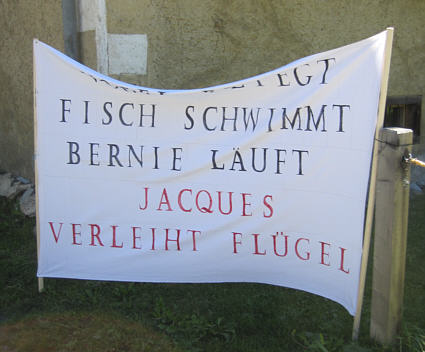 FISCH SCHWIMMT
BERNIE LÄUFT
JACQUES
VERLEIHT FLÜGEL